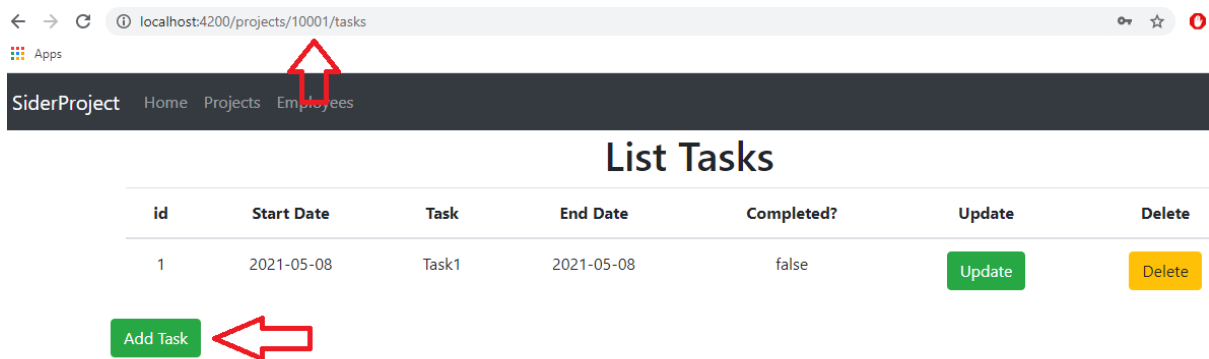 localhost:4200/projects/10001/tasks
Apps
SiderProject Home Projects Employees
List Tasks
id Start Date Task End Date Completed? Update Delete
1 2021-05-08 Task1 2021-05-08 false Update Delete
Add Task